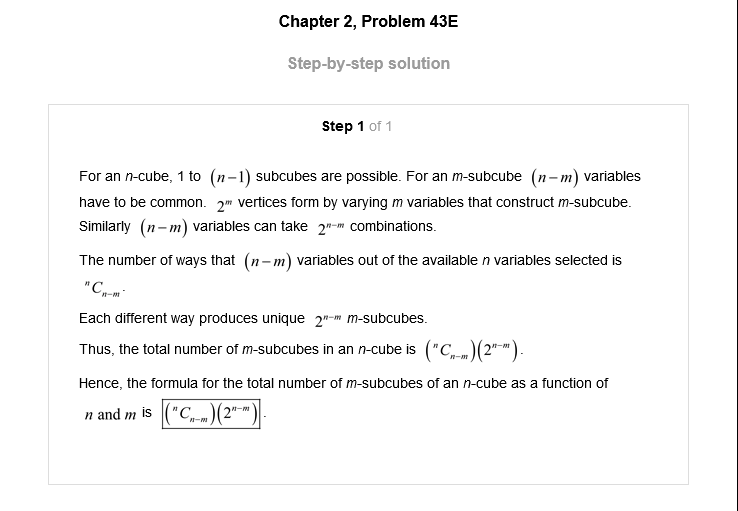 Chapter 2, Problem 43E
Step-by-step solution
Step 1 of 1
For an n-cube, 1 to (n−1) subcubes are possible. For an m-subcube (n−m) variables
have to be common. 2^m vertices form by varying m variables that construct m-subcube.
Similarly (n−m) variables can take 2^(n−m) combinations.
The number of ways that (n−m) variables out of the available n variables selected is
ⁿC_(n−m).
Each different way produces unique 2^(n−m) m-subcubes.
Thus, the total number of m-subcubes in an n-cube is (ⁿC_(n−m))(2^(n−m)).
Hence, the formula for the total number of m-subcubes of an n-cube as a function of
n and m is (ⁿC_(n−m))(2^(n−m)).